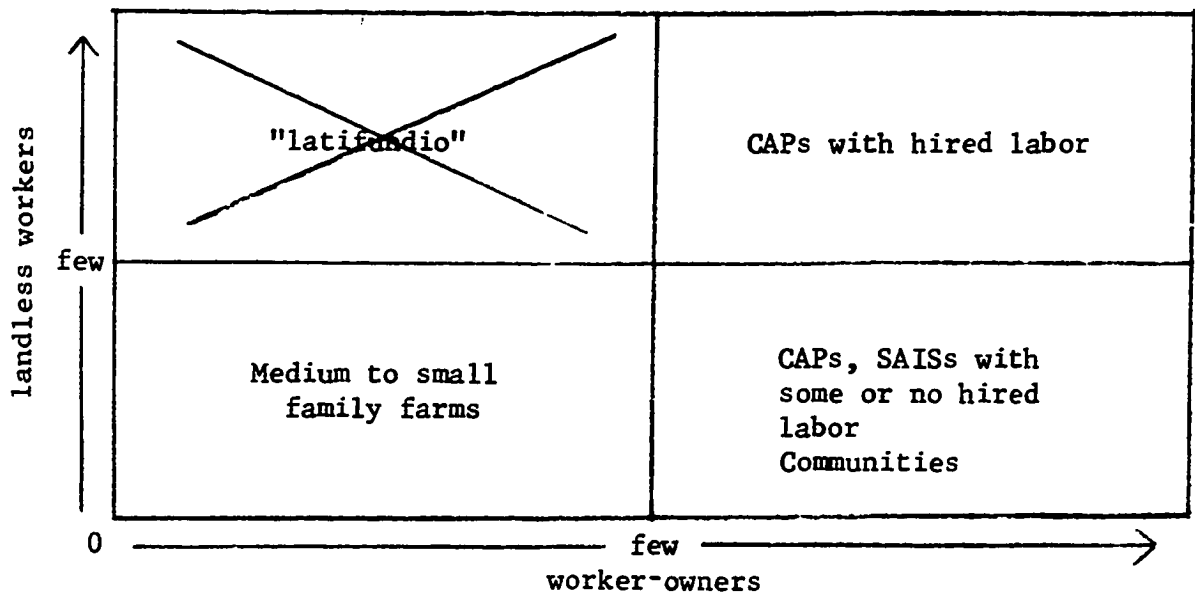 "latifundio"
CAPs with hired labor
landless workers
few
Medium to small
family farms
CAPs, SAISs with
some or no hired
labor
Communities
0
few
worker-owners